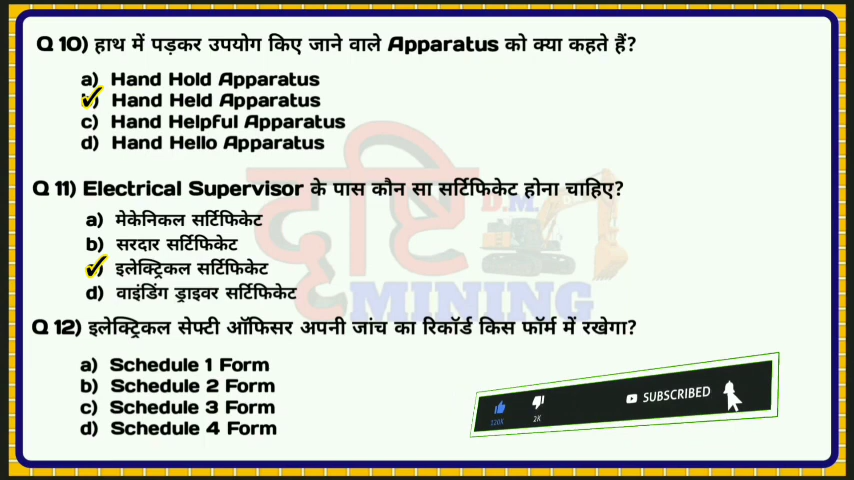 Q 10) हाथ में पड़कर उपयोग किए जाने वाले Apparatus को क्या कहते हैं?
a) Hand Hold Apparatus
Hand Held Apparatus
c) Hand Helpful Apparatus
d) Hand Hello Apparatus
Q 11) Electrical Supervisor के पास कौन सा सर्टिफिकेट होना चाहिए?
a) मेकेनिकल सर्टिफिकेट
b) सरदार सर्टिफिकेट
इलेक्ट्रिकल सर्टिफिकेट
d) वाइंडिंग ड्राइवर सर्टिफिकेट
दृष्टि
D.M.
MINING
Q 12) इलेक्ट्रिकल सेफ्टी ऑफिसर अपनी जांच का रिकॉर्ड किस फॉर्म में रखेगा?
a) Schedule 1 Form
b) Schedule 2 Form
c) Schedule 3 Form
d) Schedule 4 Form
120K 2K SUBSCRIBED